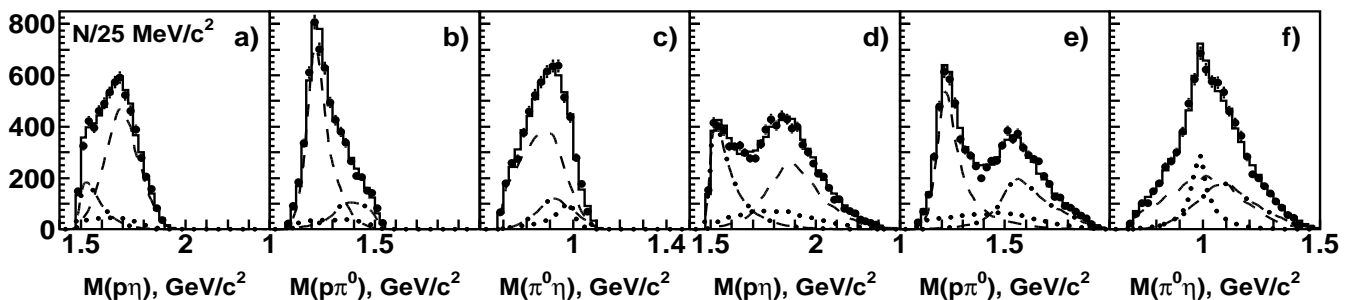 N/25 MeV/c²
a) b) c) d) e) f)
800
600
400
200
0
1.5 2 1 1.5 1 1.4 1.5 2 1.5 1 1.5
M(pη), GeV/c² M(pπ⁰), GeV/c² M(π⁰η), GeV/c² M(pη), GeV/c² M(pπ⁰), GeV/c² M(π⁰η), GeV/c²